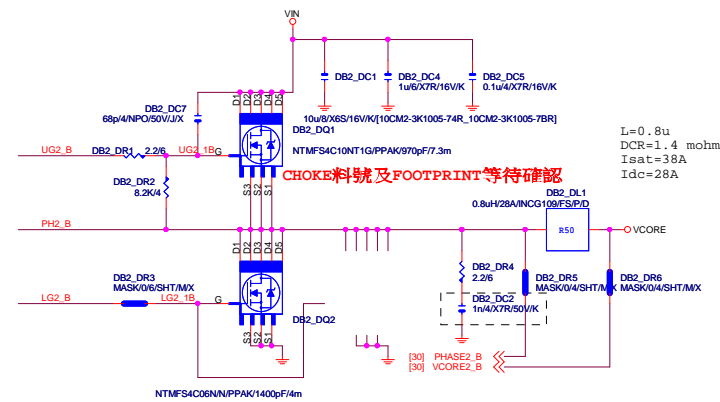 VIN
DB2_DC1
DB2_DC4
1u/6/X7R/16V/K
DB2_DC5
0.1u/4/X7R/16V/K
10u/8/X6S/16V/K/[10CM2-3K1005-74R_10CM2-3K1005-7BR]
DB2_DC7
68p/4/NPO/50V/J/X
D1
D2
D3
D4
D5
DB2_DQ1
UG2_B
DB2_DR1
2.2/6
UG2_1B
G
NTMFS4C10NT1G/PPAK/970pF/7.3m
DB2_DR2
8.2K/4
S3
S2
S1
CHOKE料號及FOOTPRINT等待確認
L=0.8u
DCR=1.4 mohm
Isat=38A
Idc=28A
DB2_DL1
0.8uH/28A/INCG109/FS/P/D
R50
VCORE
PH2_B
D1
D2
D3
D4
D5
DB2_DR3
MASK/0/6/SHT/M/X
LG2_B
LG2_1B
G
S3
S2
S1
DB2_DQ2
DB2_DR4
2.2/6
DB2_DR5
MASK/0/4/SHT/M/X
DB2_DR6
MASK/0/4/SHT/M/X
DB2_DC2
1n/4/X7R/50V/K
[30] PHASE2_B
[30] VCORE2_B
NTMFS4C06N/N/PPAK/1400pF/4m